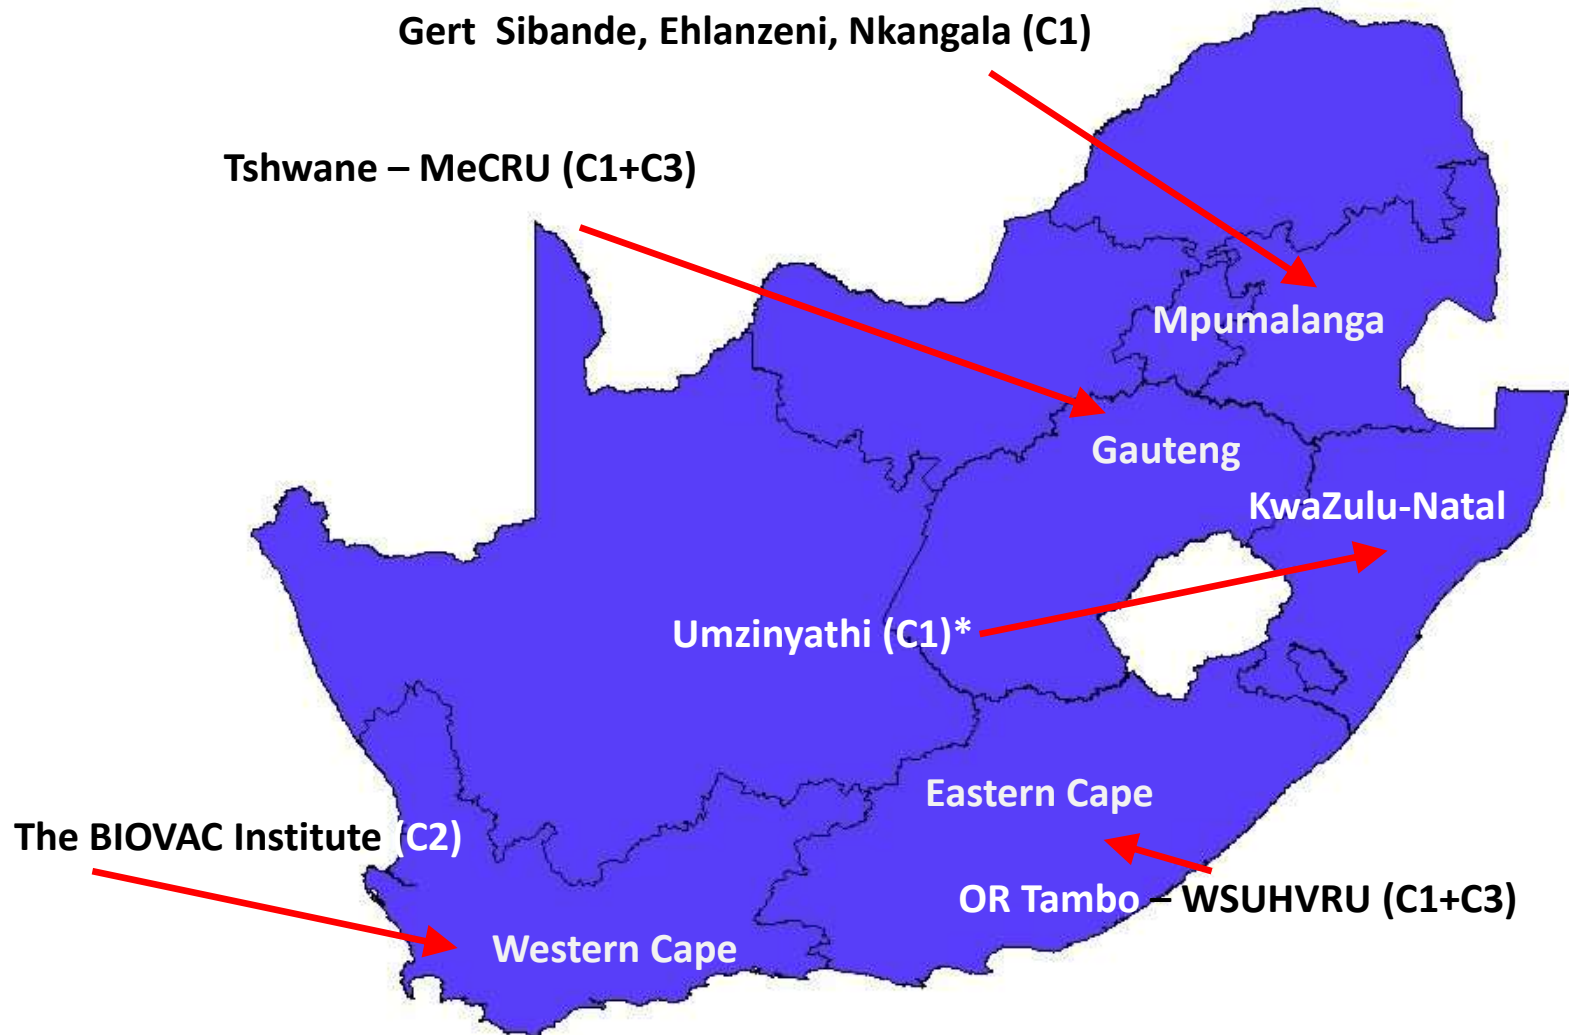 Gert Sibande, Ehlanzeni, Nkangala (C1)
Tshwane – MeCRU (C1+C3)
Mpumalanga
Gauteng
KwaZulu-Natal
Umzinyathi (C1)*
Eastern Cape
The BIOVAC Institute (C2)
OR Tambo – WSUHVRU (C1+C3)
Western Cape